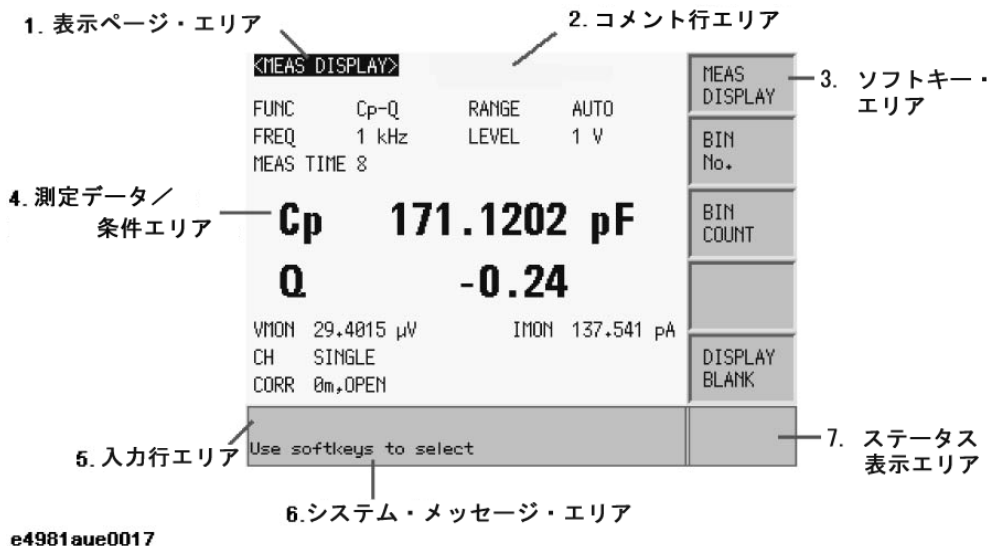 1. 表示ページ・エリア
2. コメント行エリア
<MEAS DISPLAY>
FUNC Cp-Q RANGE AUTO
FREQ 1 kHz LEVEL 1 V
MEAS TIME 8
Cp 171.1202 pF
Q -0.24
VMON 29.4015 μV IMON 137.541 pA
CH SINGLE
CORR 0m,OPEN
MEAS
DISPLAY
BIN
No.
BIN
COUNT
DISPLAY
BLANK
3. ソフトキー・
エリア
4. 測定データ／
条件エリア
Use softkeys to select
5. 入力行エリア
6.システム・メッセージ・エリア
7. ステータス
表示エリア
e4981aue0017